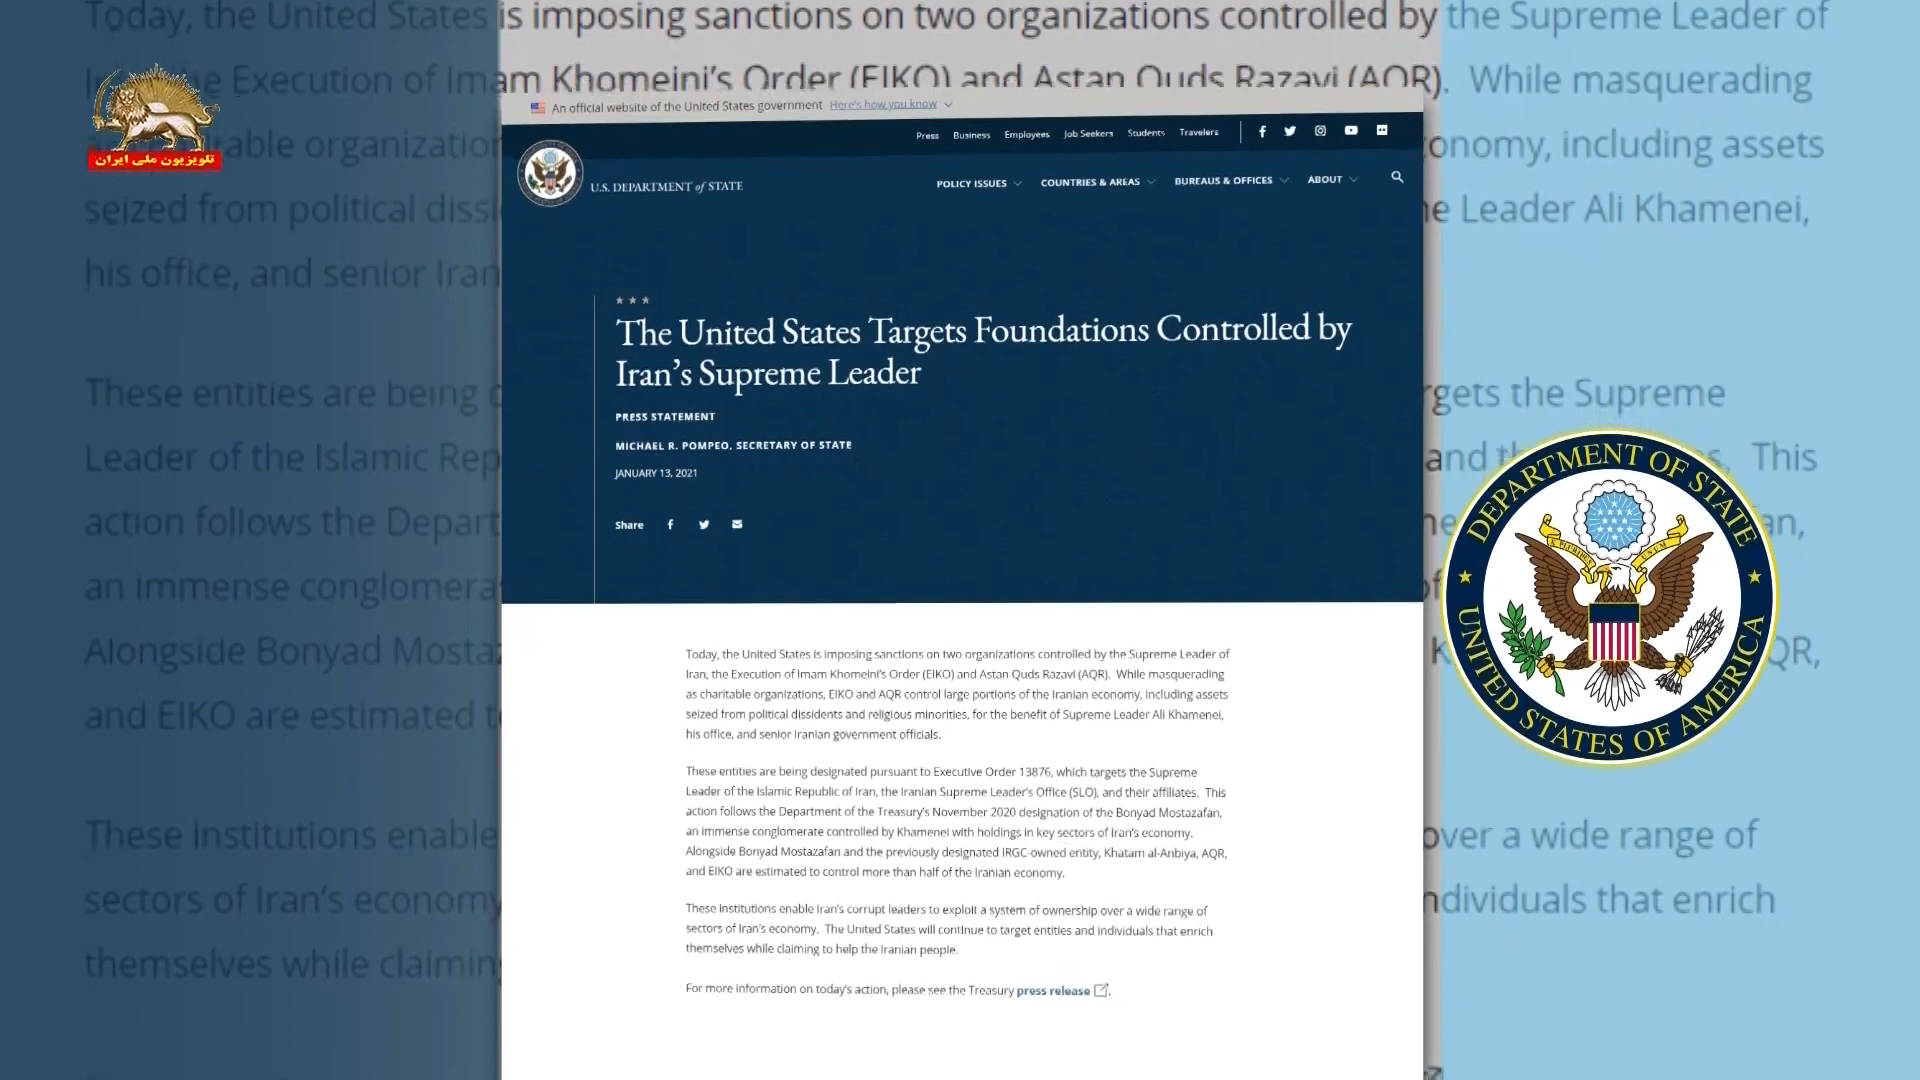 Today, the United States is imposing sanctions on two organizations controlled by the Supreme Leader of
the Execution of Imam Khomeini's Order (EIKO) and Astan Quds Razavi (AQR). While masquerading
onomy, including assets
seized from political
e Leader Ali Khamenei,
his office, and senior Iran
These entities are being
rgets the Supreme
Leader of the Islamic Rep
and
This
action follows the Depart
an,
an immense conglomera
Alongside Bonyad Mosta
AQR,
and EIKO are estimated
These institutions enable
over a wide range of
sectors of Iran's economy
ndividuals that enrich
themselves while claiming
تلویزیون ملی ایران
An official website of the United States government Here's how you know
Press Business Employees Job Seekers Students Travelers
U.S. DEPARTMENT of STATE
POLICY ISSUES COUNTRIES & AREAS BUREAUS & OFFICES ABOUT
The United States Targets Foundations Controlled by
Iran's Supreme Leader
PRESS STATEMENT
MICHAEL R. POMPEO, SECRETARY OF STATE
JANUARY 13, 2021
Share
Today, the United States is imposing sanctions on two organizations controlled by the Supreme Leader of
Iran, the Execution of Imam Khomeini's Order (EIKO) and Astan Quds Razavi (AQR). While masquerading
as charitable organizations, EIKO and AQR control large portions of the Iranian economy, including assets
seized from political dissidents and religious minorities, for the benefit of Supreme Leader Ali Khamenei,
his office, and senior Iranian government officials.
These entities are being designated pursuant to Executive Order 13876, which targets the Supreme
Leader of the Islamic Republic of Iran, the Iranian Supreme Leader's Office (SLO), and their affiliates. This
action follows the Department of the Treasury's November 2020 designation of the Bonyad Mostazafan,
an immense conglomerate controlled by Khamenei with holdings in key sectors of Iran's economy.
Alongside Bonyad Mostazafan and the previously designated IRGC-owned entity, Khatam al-Anbiya, AQR,
and EIKO are estimated to control more than half of the Iranian economy.
These institutions enable Iran's corrupt leaders to exploit a system of ownership over a wide range of
sectors of Iran's economy. The United States will continue to target entities and individuals that enrich
themselves while claiming to help the Iranian people.
For more information on today's action, please see the Treasury press release.
DEPARTMENT OF STATE
E PLURIBUS UNUM
UNITED STATES OF AMERICA